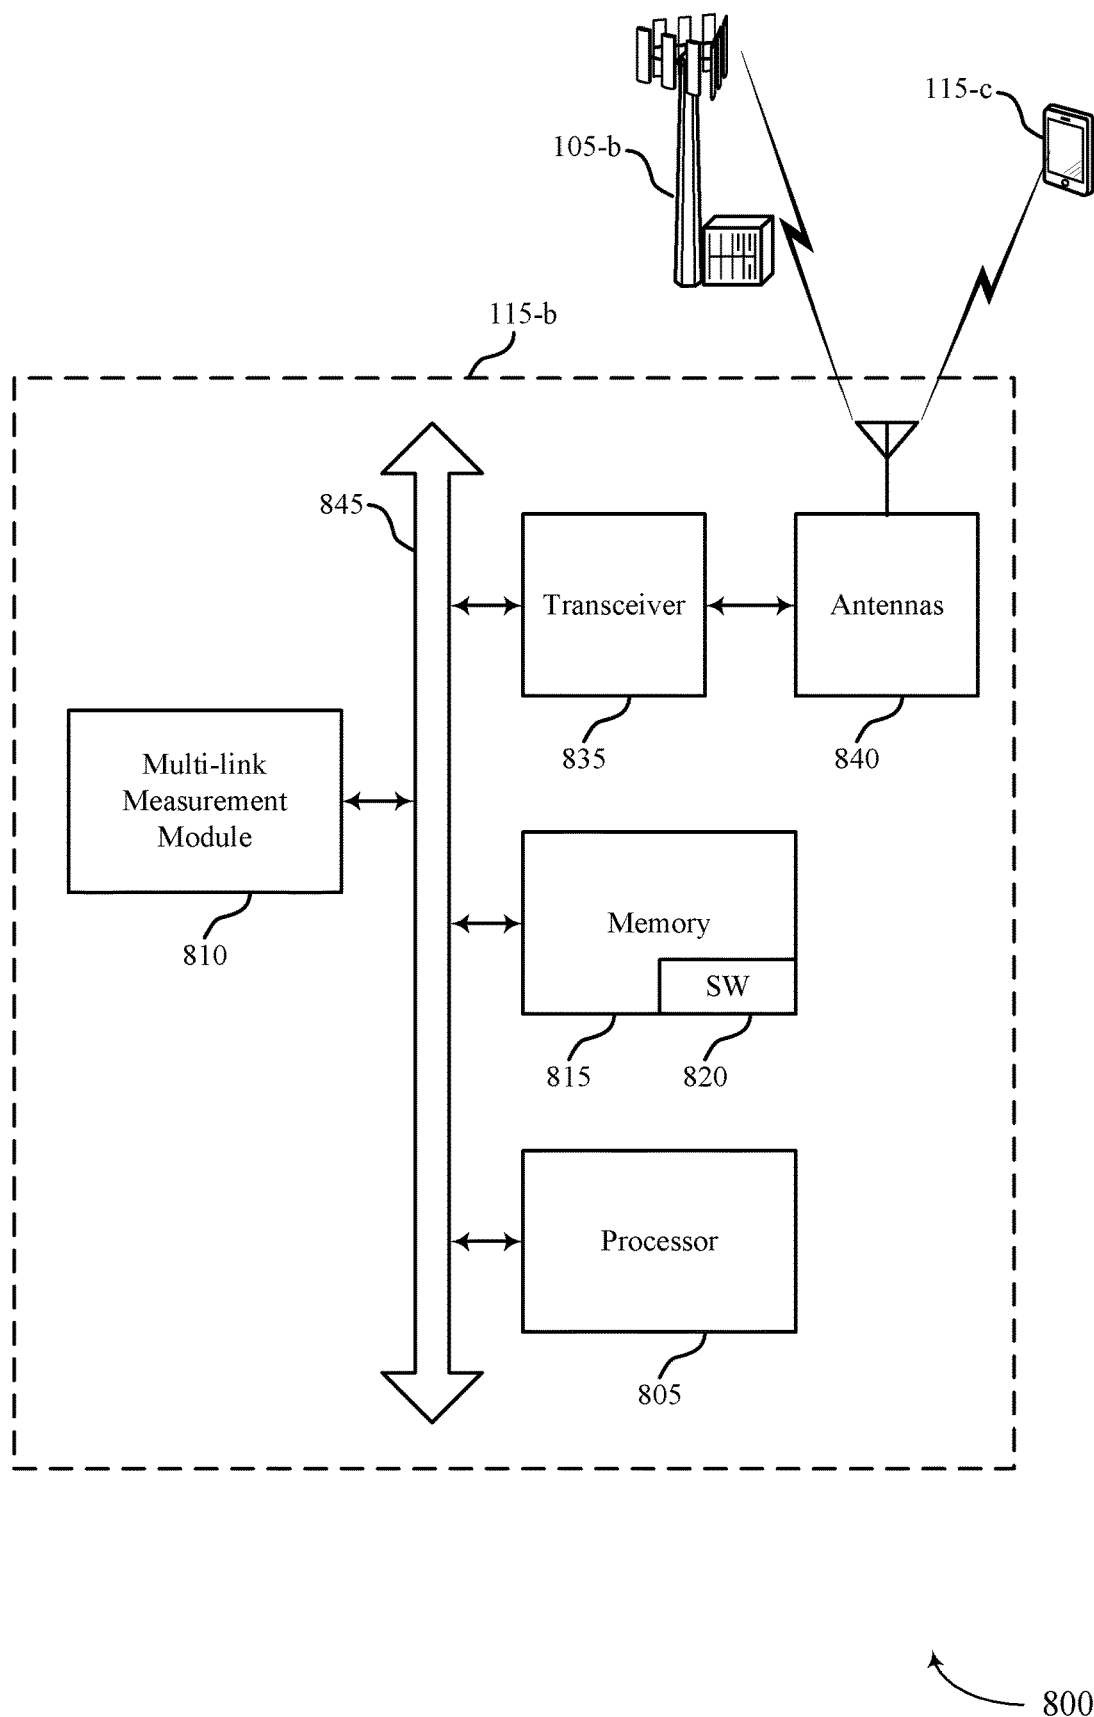 115-c
105-b
115-b
845
Transceiver
Antennas
835
840
Multi-link
Measurement
Module
810
Memory
SW
815
820
Processor
805
800